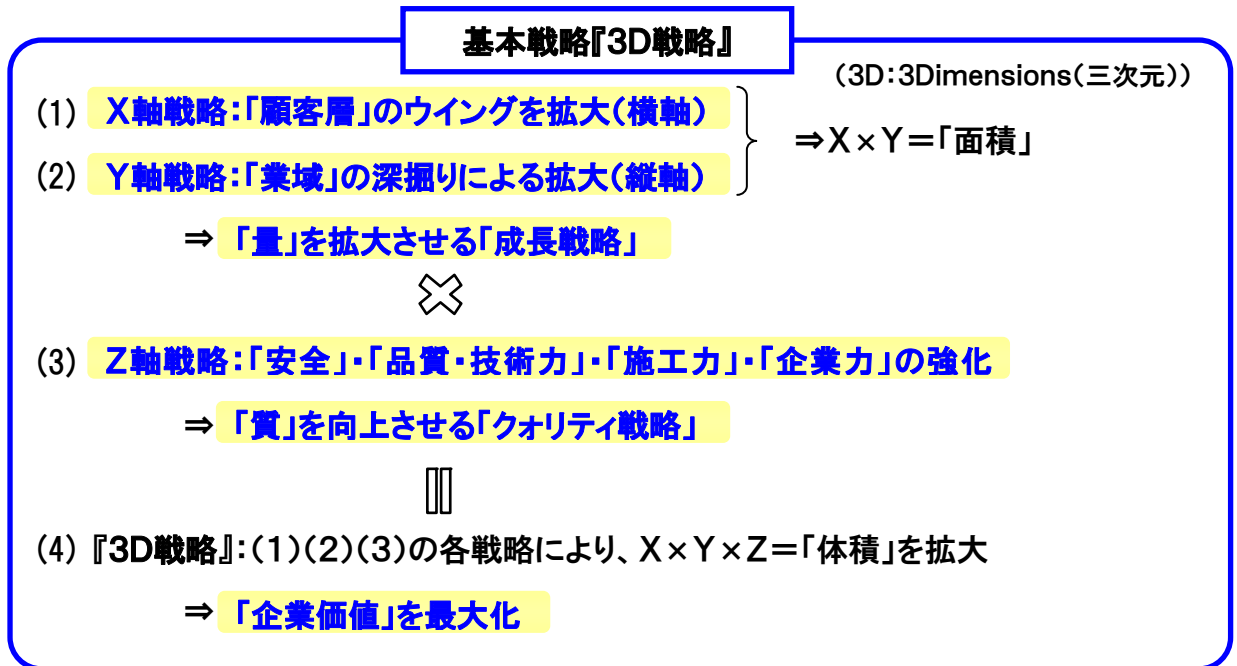 基本戦略『3D戦略』
(3D:3Dimensions(三次元))
(1) X軸戦略:「顧客層」のウイングを拡大(横軸)
⇒X×Y=「面積」
(2) Y軸戦略:「業域」の深掘りによる拡大(縦軸)
⇒ 「量」を拡大させる「成長戦略」
(3) Z軸戦略:「安全」・「品質・技術力」・「施工力」・「企業力」の強化
⇒ 「質」を向上させる「クォリティ戦略」
(4) 『3D戦略』:(1)(2)(3)の各戦略により、X×Y×Z=「体積」を拡大
⇒ 「企業価値」を最大化